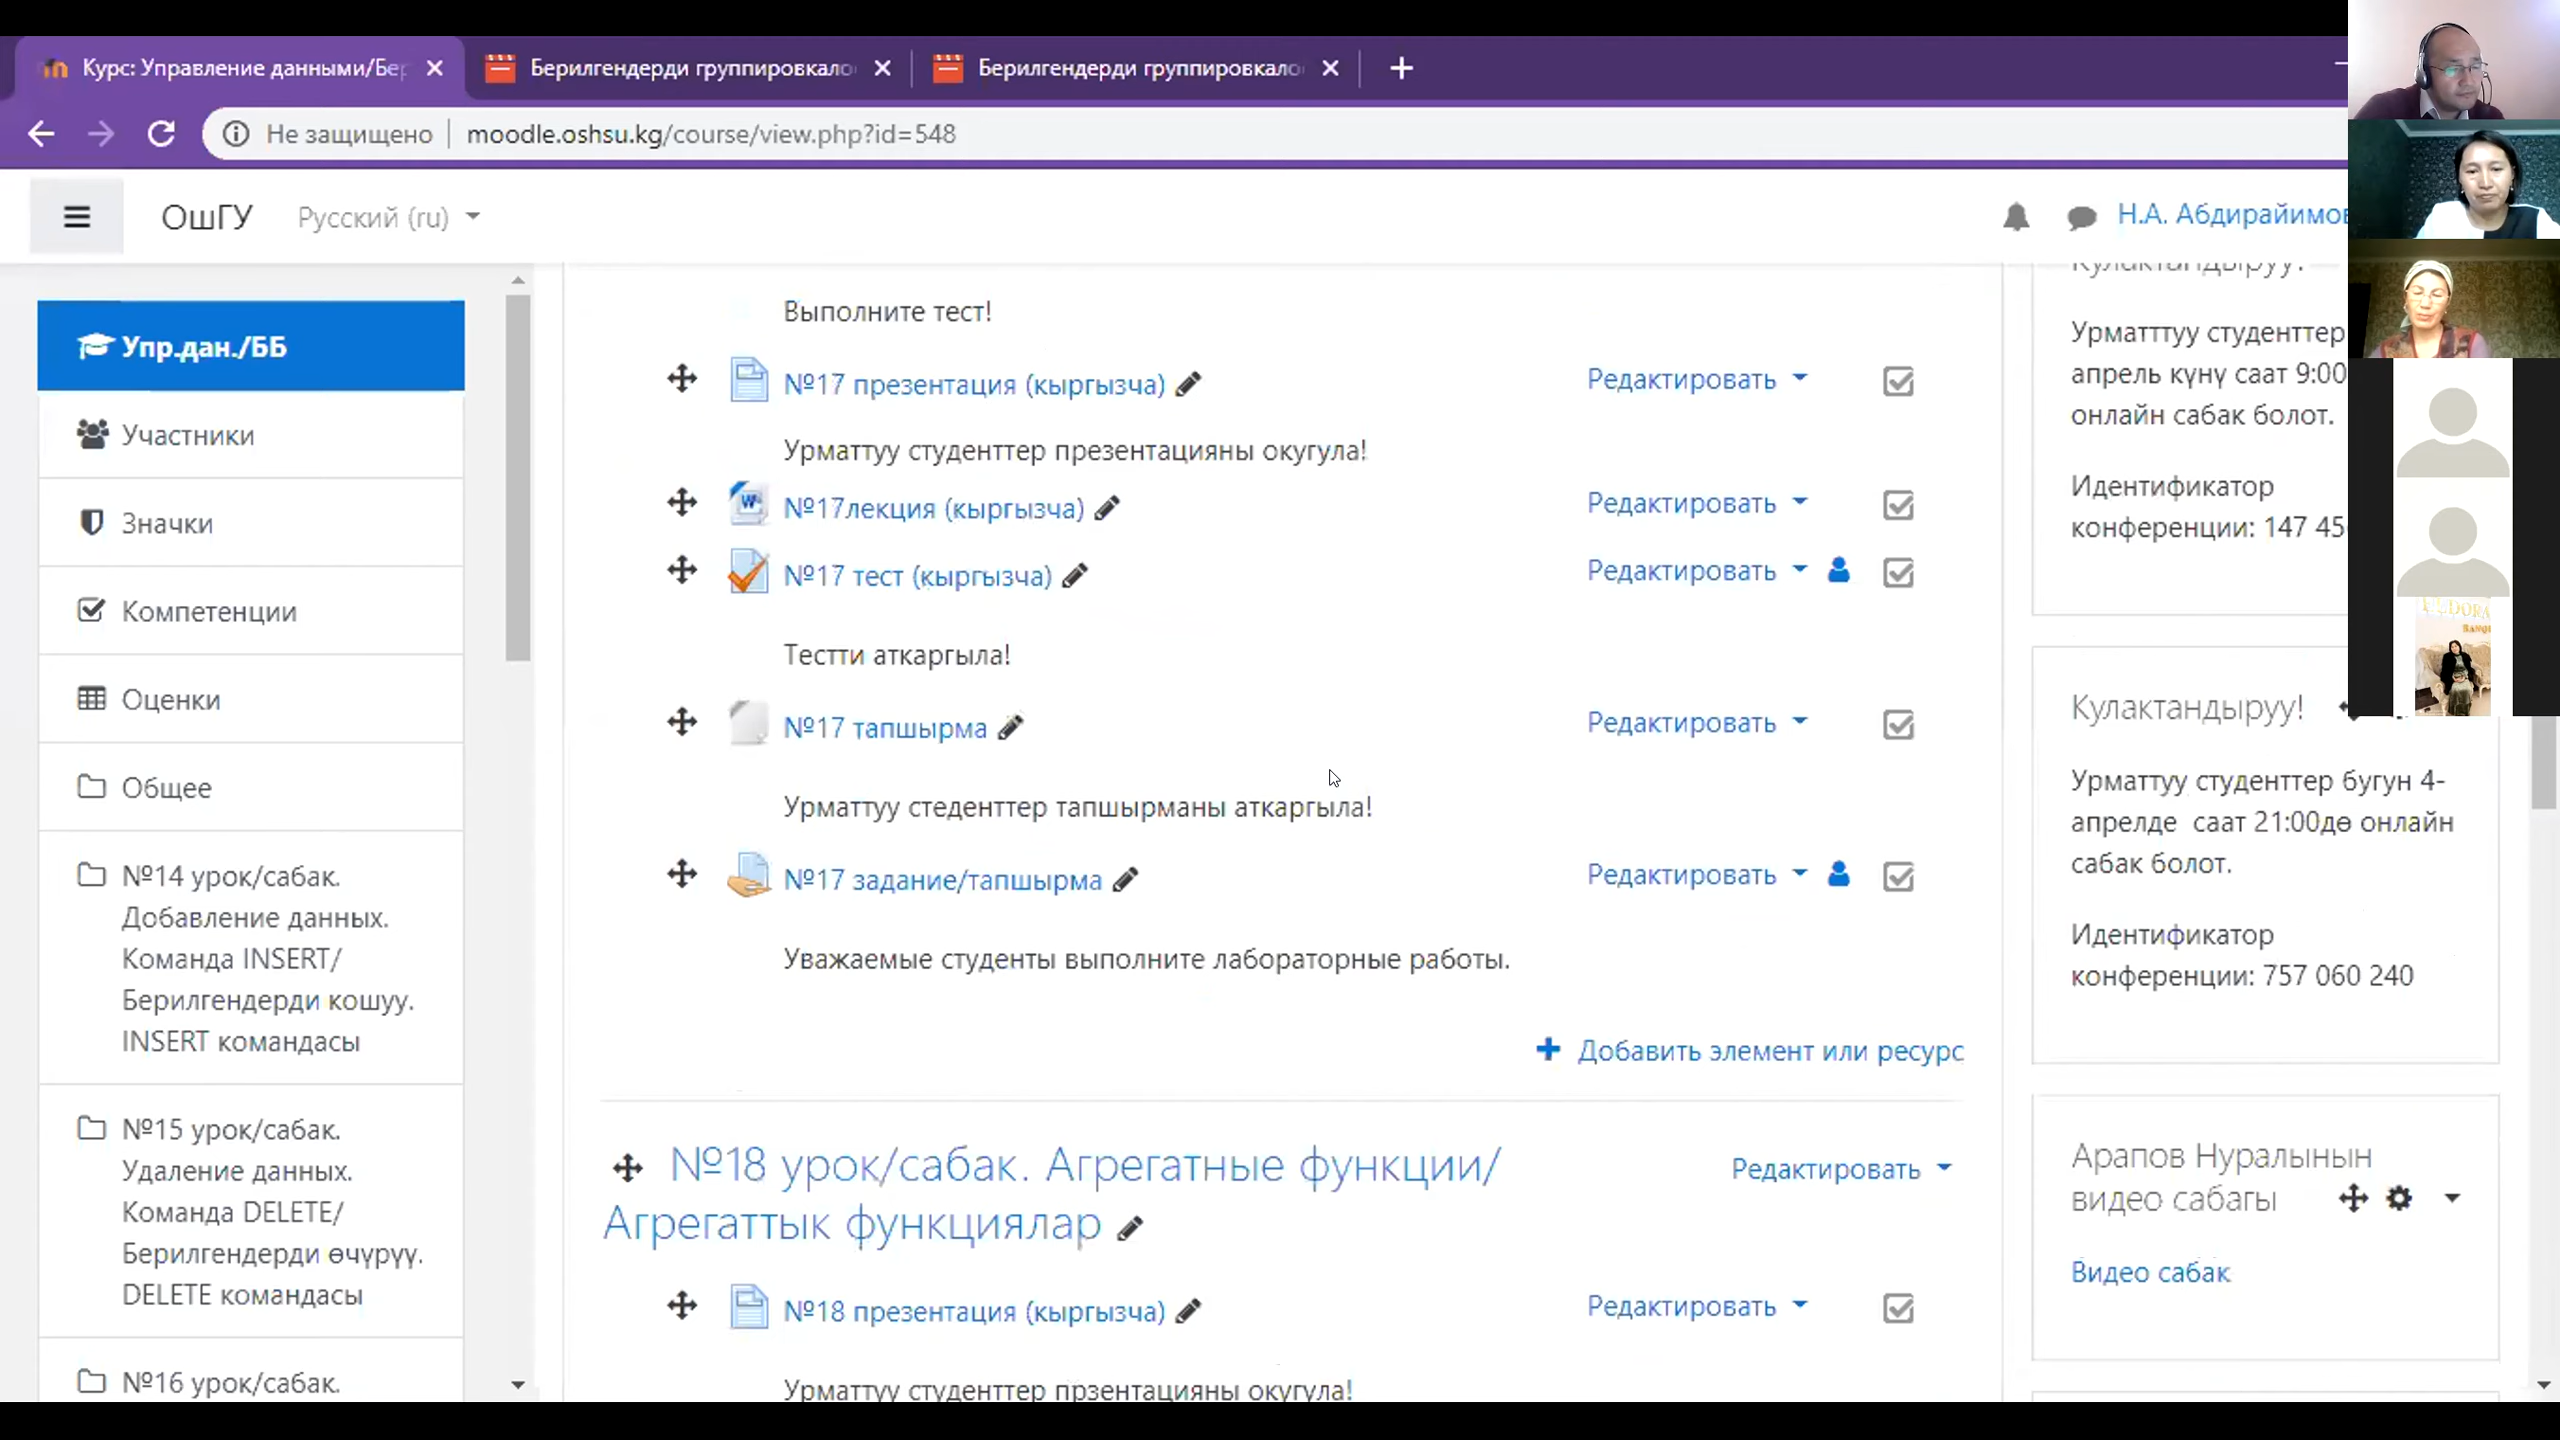 Курс: Управление данными/Бер
Берилгендерди группировкало
Берилгендерди группировкало
Не защищено
moodle.oshsu.kg/course/view.php?id=548
ОшГУ
Русский (ru)
Н.А. Абдирайимов
Упр.дан./ББ
Участники
Значки
Компетенции
Оценки
Общее
№14 урок/сабак.
Добавление данных.
Команда INSERT/
Берилгендерди кошуу.
INSERT командасы
№15 урок/сабак.
Удаление данных.
Команда DELETE/
Берилгендерди өчүрүү.
DELETE командасы
№16 урок/сабак.
Выполните тест!
№17 презентация (кыргызча)
Редактировать
Урматтуу студенттер презентацияны окугула!
№17лекция (кыргызча)
Редактировать
№17 тест (кыргызча)
Редактировать
Тестти аткаргыла!
№17 тапшырма
Редактировать
Урматтуу стеденттер тапшырманы аткаргыла!
№17 задание/тапшырма
Редактировать
Уважаемые студенты выполните лабораторные работы.
Добавить элемент или ресурс
№18 урок/сабак. Агрегатные функции/
Агрегаттык функциялар
Редактировать
№18 презентация (кыргызча)
Редактировать
Урматтуу студенттер прзентацияны окугула!
Кулактандыруу!
Урматттуу студенттер
апрель күнү саат 9:00
онлайн сабак болот.
Идентификатор
конференции: 147 45
Кулактандыруу!
Урматтуу студенттер бугун 4-
апрелде саат 21:00дө онлайн
сабак болот.
Идентификатор
конференции: 757 060 240
Арапов Нуралынын
видео сабагы
Видео сабак